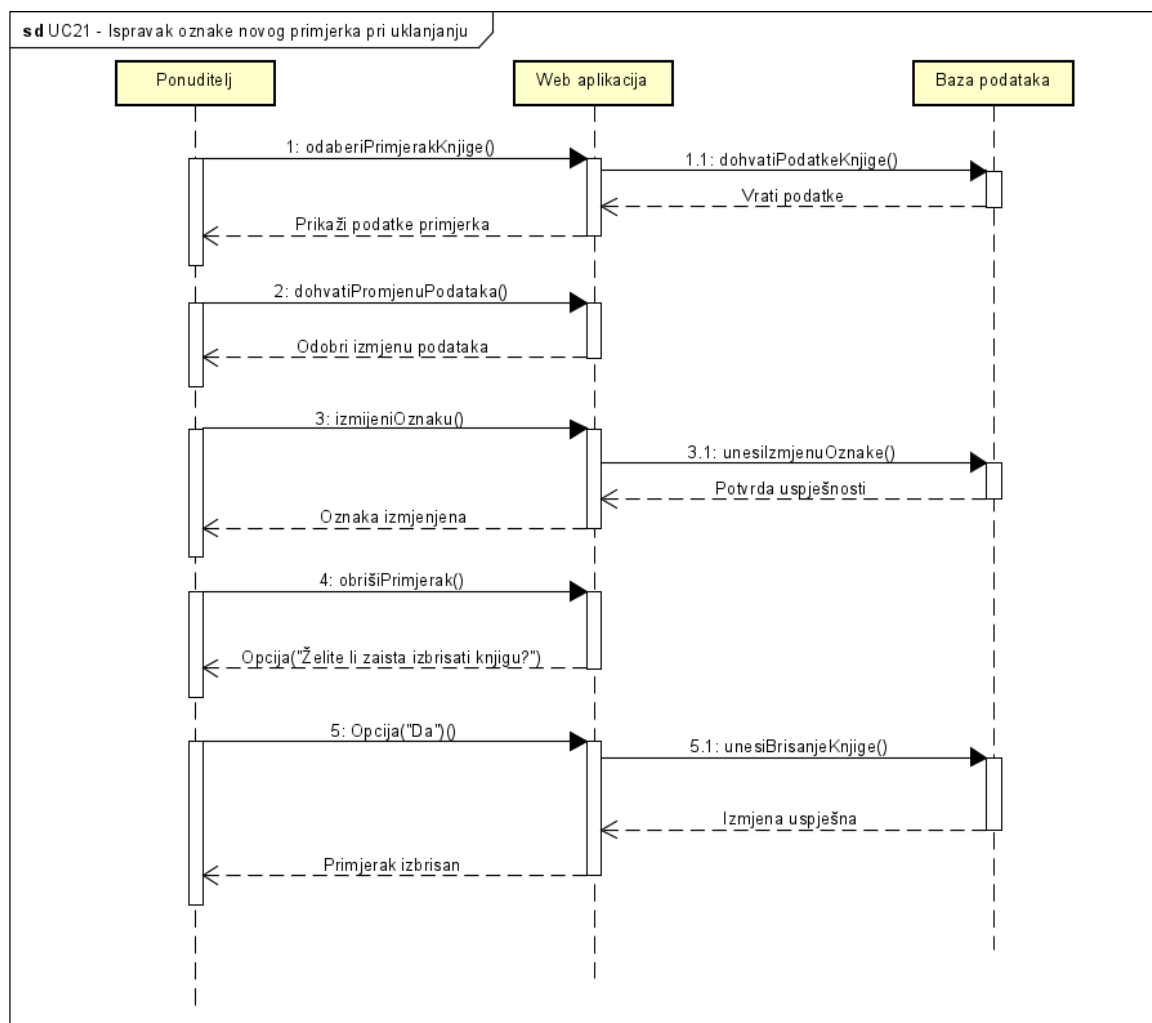 sd UC21 - Ispravak oznake novog primjerka pri uklanjanju
Ponuditelj
Web aplikacija
Baza podataka
1: odaberiPrimjerakKnjige()
1.1: dohvatiPodatkeKnjige()
Vrati podatke
Prikaži podatke primjerka
2: dohvatiPromjenuPodataka()
Odobri izmjenu podataka
3: izmijeniOznaku()
3.1: unesiIzmjenuOznake()
Potvrda uspješnosti
Oznaka izmjenjena
4: obrišiPrimjerak()
Opcija("Želite li zaista izbrisati knjigu?")
5: Opcija("Da")()
5.1: unesiBrisanjeKnjige()
Izmjena uspješna
Primjerak izbrisan